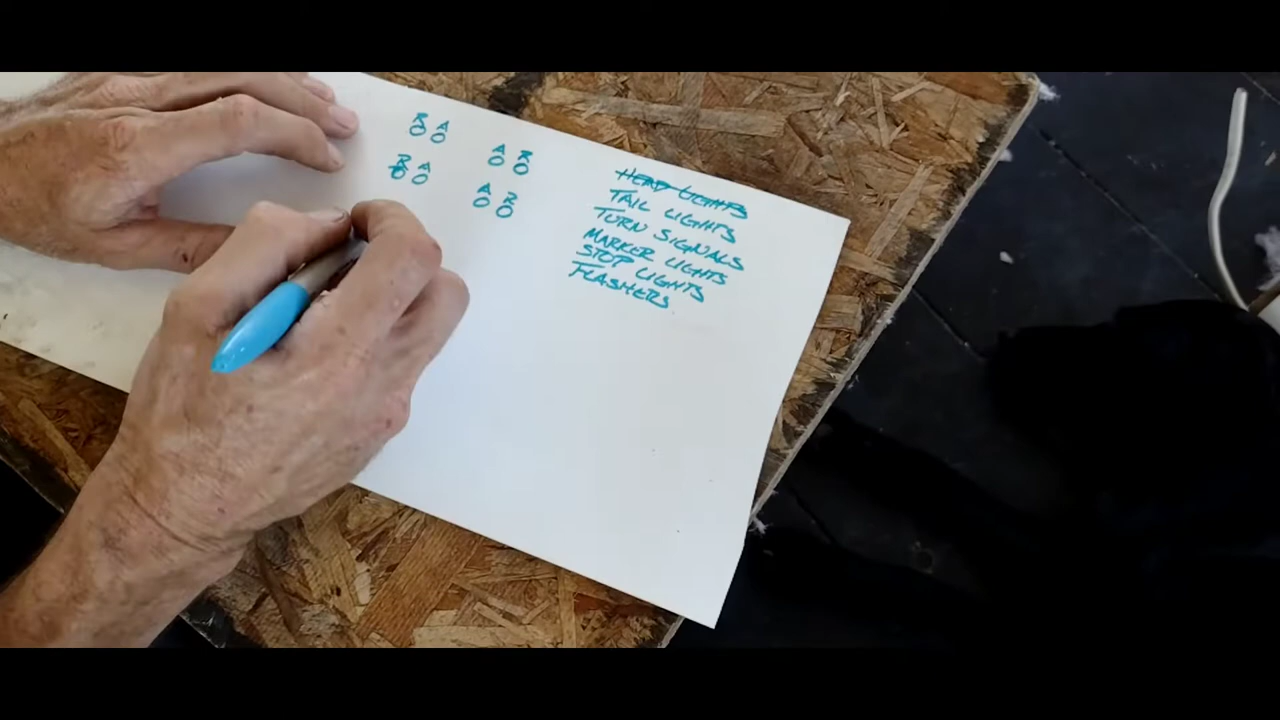 R A
O O
A R
O O
R A
O O
A R
O O
HEAD LIGHTS
TAIL LIGHTS
TURN SIGNALS
MARKER LIGHTS
STOP LIGHTS
FLASHERS